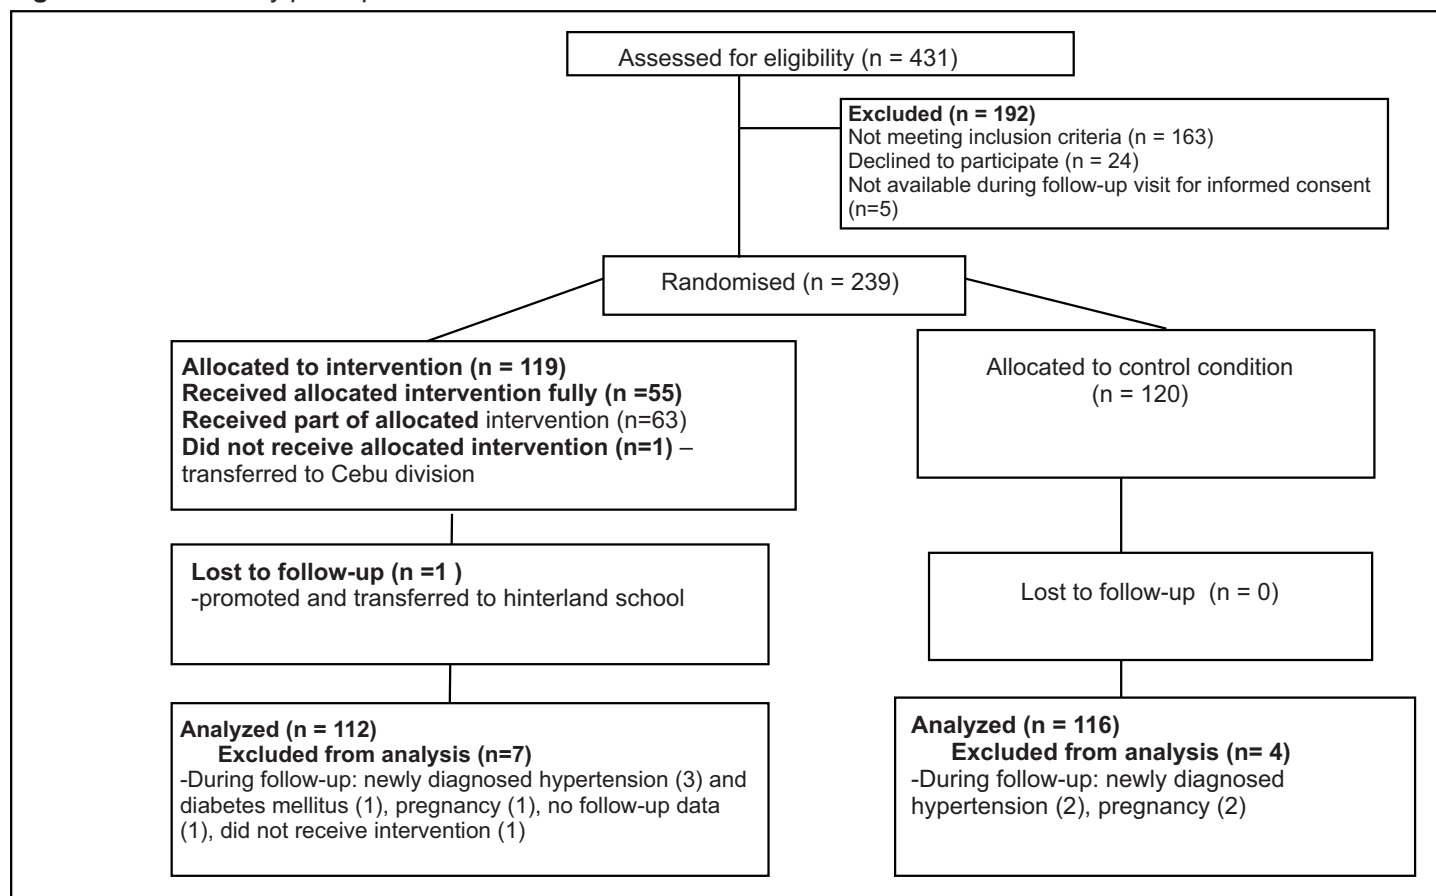 Assessed for eligibility (n = 431)
Excluded (n = 192)
Not meeting inclusion criteria (n = 163)
Declined to participate (n = 24)
Not available during follow-up visit for informed consent
(n=5)
Randomised (n = 239)
Allocated to intervention (n = 119)
Received allocated intervention fully (n =55)
Received part of allocated intervention (n=63)
Did not receive allocated intervention (n=1) –
transferred to Cebu division
Allocated to control condition
(n = 120)
Lost to follow-up (n =1 )
-promoted and transferred to hinterland school
Lost to follow-up (n = 0)
Analyzed (n = 112)
Excluded from analysis (n=7)
-During follow-up: newly diagnosed hypertension (3) and
diabetes mellitus (1), pregnancy (1), no follow-up data
(1), did not receive intervention (1)
Analyzed (n = 116)
Excluded from analysis (n= 4)
-During follow-up: newly diagnosed
hypertension (2), pregnancy (2)